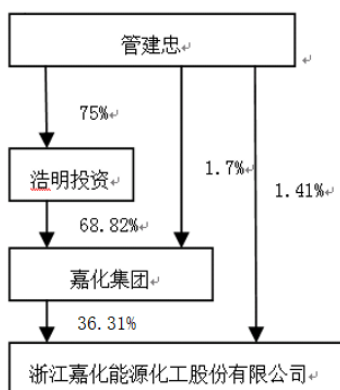 管建忠
75%
1.7%
1.41%
浩明投资
68.82%
嘉化集团
36.31%
浙江嘉化能源化工股份有限公司